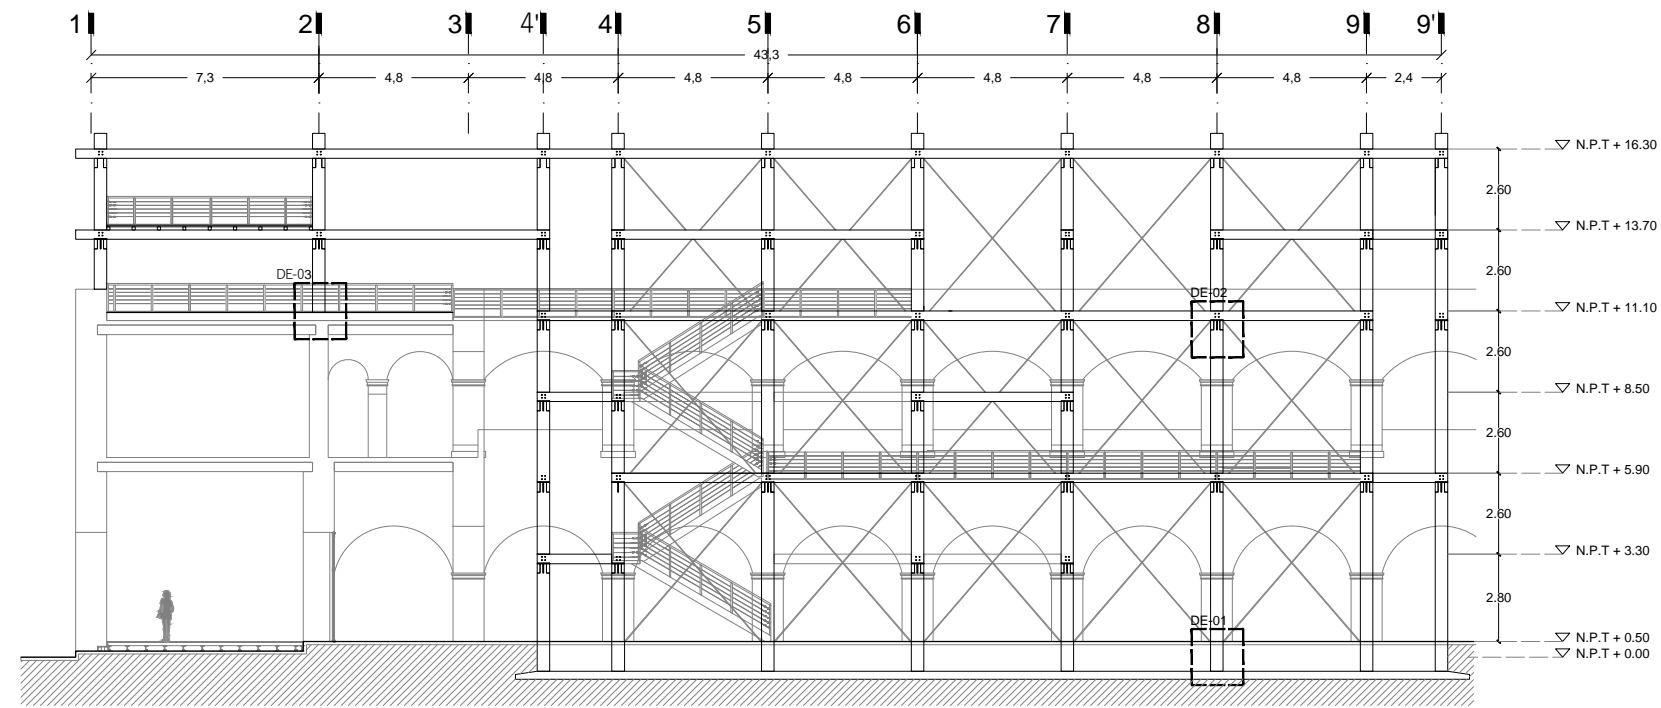 1 2 3 4' 4 5 6 7 8 9 9'
43,3
7,3 4,8 4,8 4,8 4,8 4,8 4,8 4,8 2,4
N.P.T + 16.30
2.60
N.P.T + 13.70
2.60
DE-03
DE-02
N.P.T + 11.10
2.60
N.P.T + 8.50
2.60
N.P.T + 5.90
2.60
N.P.T + 3.30
2.80
DE-01
N.P.T + 0.50
N.P.T + 0.00